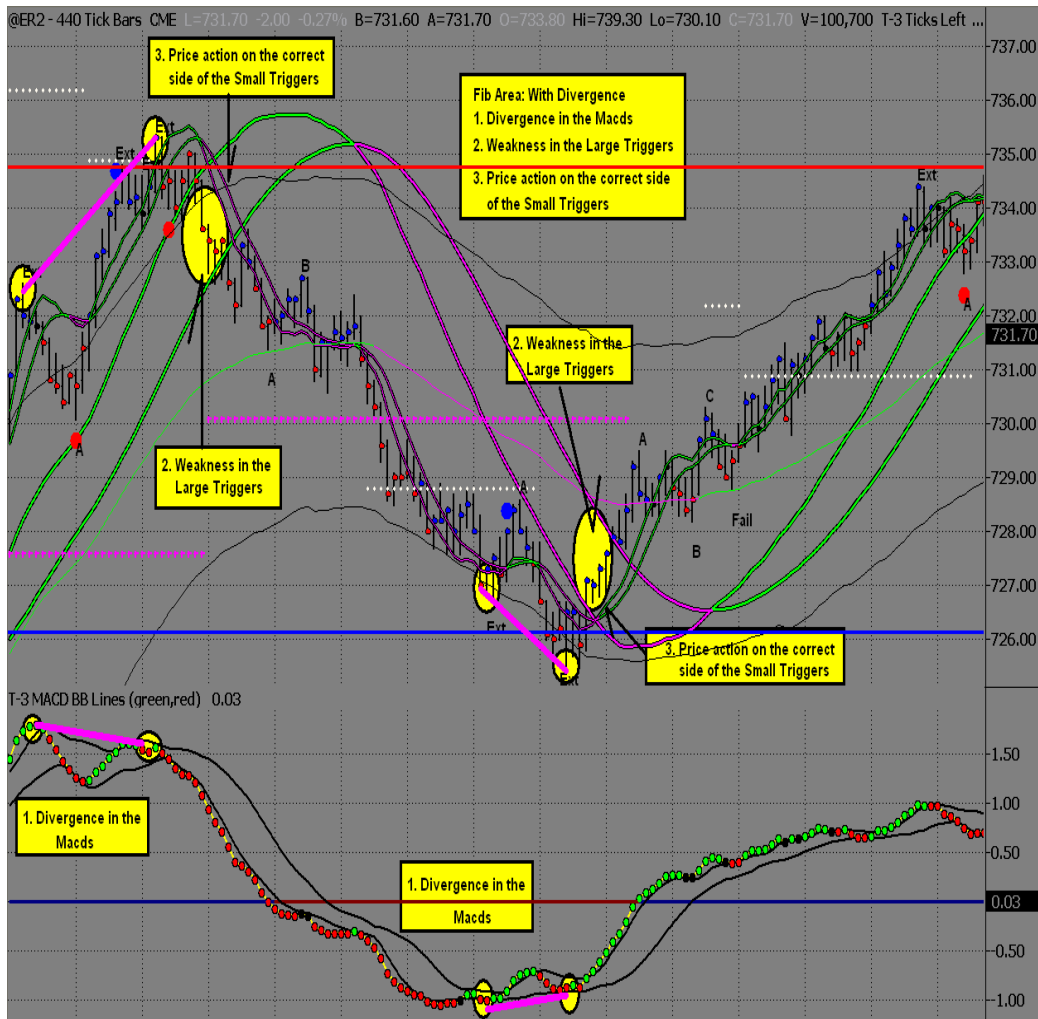 @ER2 - 440 Tick Bars CME L=731.70 -2.00 -0.27% B=731.60 A=731.70 O=733.80 Hi=739.30 Lo=730.10 C=731.70 V=100,700 T-3 Ticks Left ...
737.00
3. Price action on the correct
side of the Small Triggers
Fib Area: With Divergence
1. Divergence in the Macds
2. Weakness in the Large Triggers
3. Price action on the correct side
of the Small Triggers
736.00
Ext
Ext
735.00
Ext
734.00
B
733.00
A
732.00
731.70
2. Weakness in the
Large Triggers
A
731.00
C
730.00
A
A
2. Weakness in the
Large Triggers
729.00
A
Fail
728.00
B
727.00
Ext
726.00
3. Price action on the correct
side of the Small Triggers
Ext
T-3 MACD BB Lines (green,red) 0.03
1.50
1. Divergence in the
Macds
1.00
0.50
1. Divergence in the
Macds
0.03
-0.50
-1.00